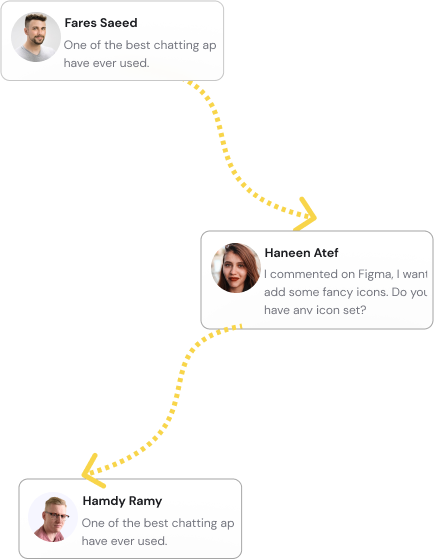 Fares Saeed
One of the best chatting ap
have ever used.
Haneen Atef
I commented on Figma, I want
add some fancy icons. Do you
have any icon set?
Hamdy Ramy
One of the best chatting ap
have ever used.